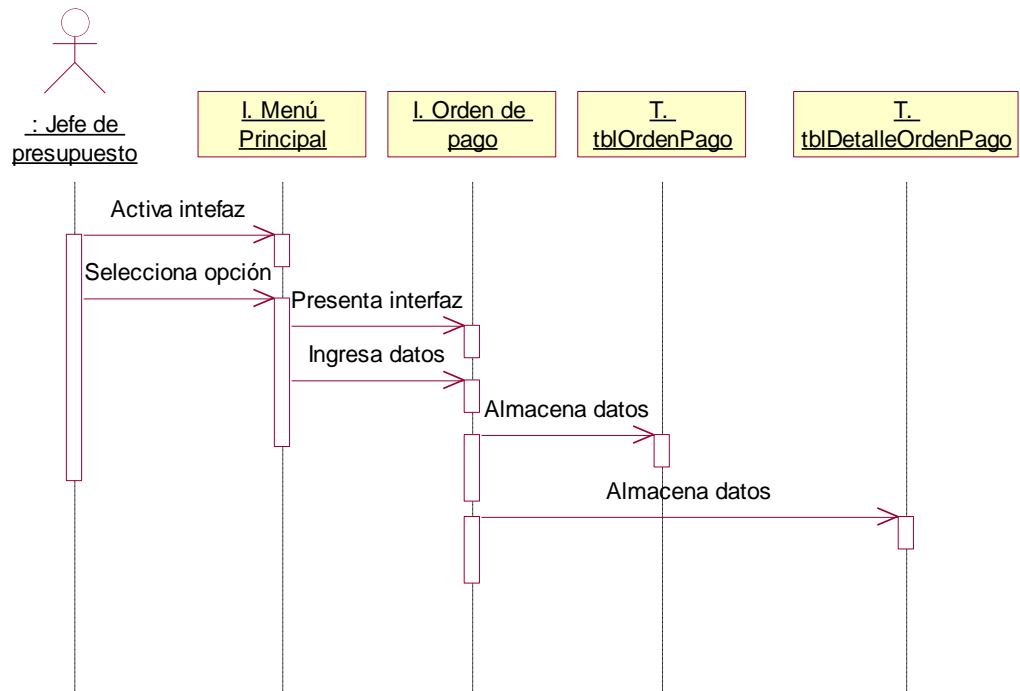 : Jefe de
presupuesto
I. Menú
Principal
I. Orden de
pago
T.
tblOrdenPago
T.
tblDetalleOrdenPago
Activa intefaz
Selecciona opción
Presenta interfaz
Ingresa datos
Almacena datos
Almacena datos